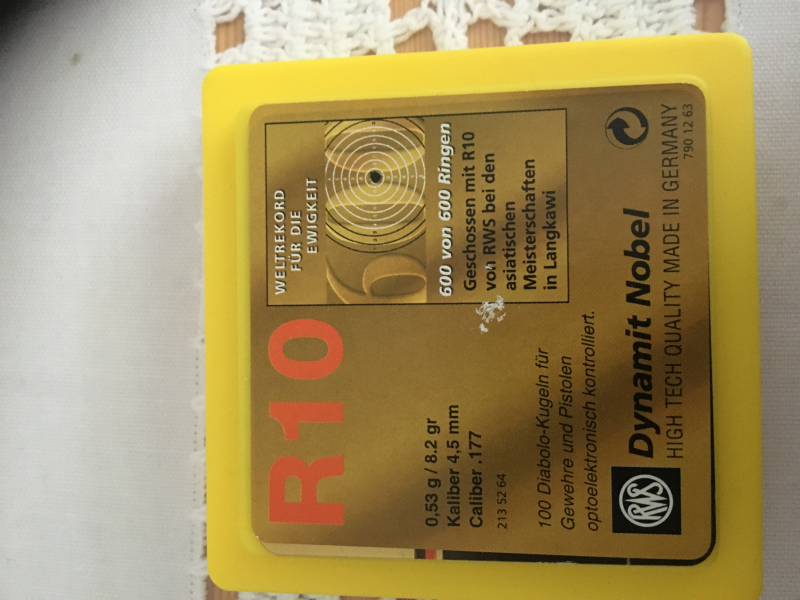 R10
WELTREKORD
FÜR DIE
EWIGKEIT
600 von 600 Ringen
Geschossen mit R10
von RWS bei den
asiatischen
Meisterschaften
in Langkawi
0,53 g / 8.2 gr
Kaliber 4,5 mm
Caliber .177
213 52 64
100 Diabolo-Kugeln für
Gewehre und Pistolen
optoelektronisch kontrolliert.
RWS
Dynamit Nobel
HIGH TECH QUALITY MADE IN GERMANY
790 12 63